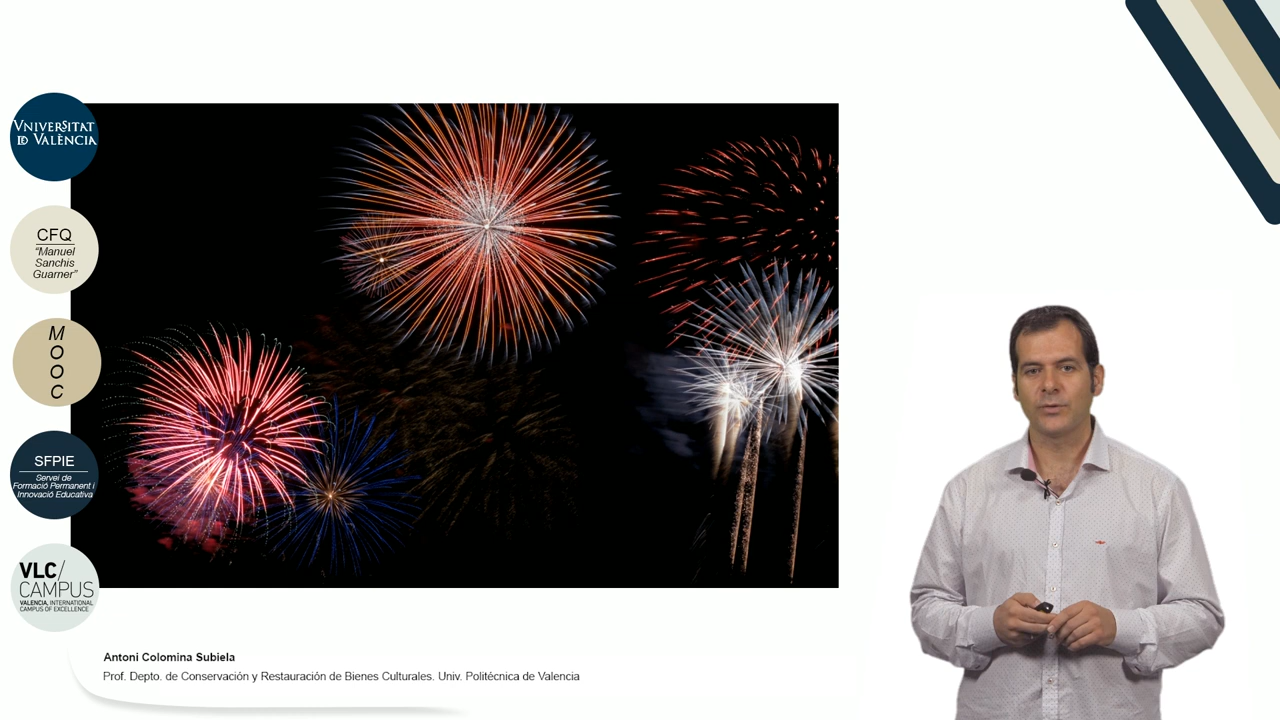 VNIVERSITAT
ID VALÈNCIA
CFQ
“Manuel
Sanchis
Guarner”
M
O
O
C
SFPIE
Servei de
Formació Permanent i
Innovació Educativa
VLC/
CAMPUS
VALENCIA, INTERNATIONAL
CAMPUS OF EXCELLENCE
Antoni Colomina Subiela
Prof. Depto. de Conservación y Restauración de Bienes Culturales. Univ. Politécnica de Valencia